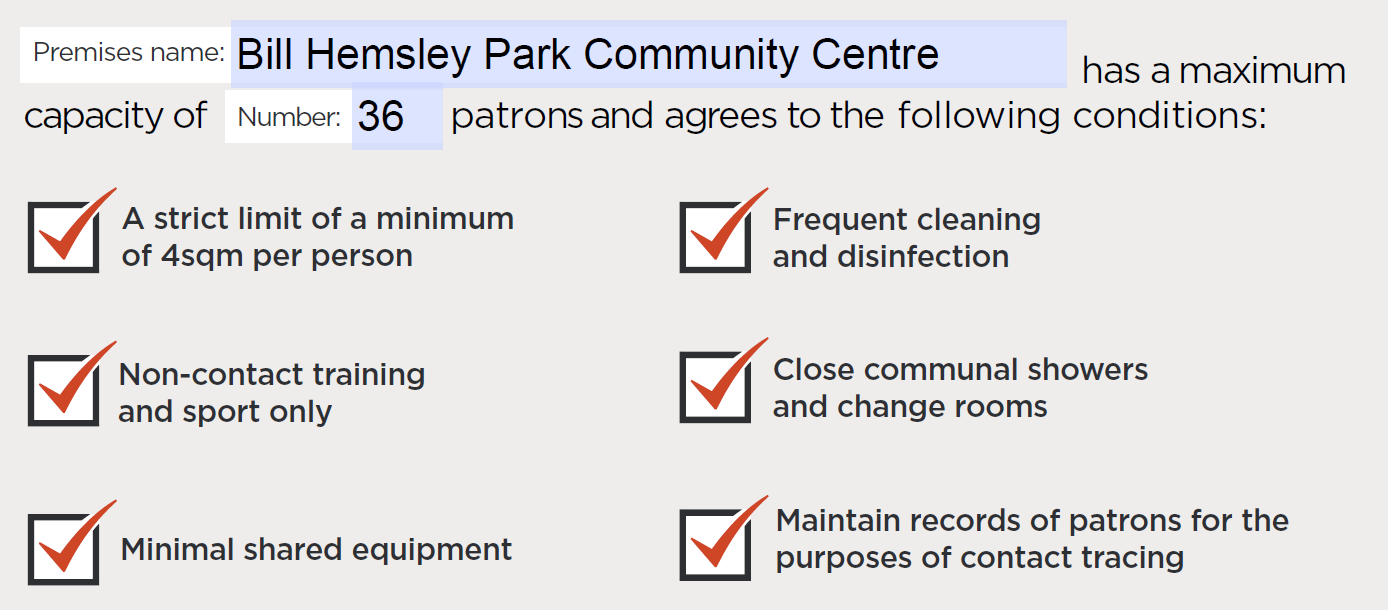 Premises name: Bill Hemsley Park Community Centre has a maximum
capacity of Number: 36 patrons and agrees to the following conditions:
A strict limit of a minimum
of 4sqm per person
Frequent cleaning
and disinfection
Non-contact training
and sport only
Close communal showers
and change rooms
Minimal shared equipment
Maintain records of patrons for the
purposes of contact tracing